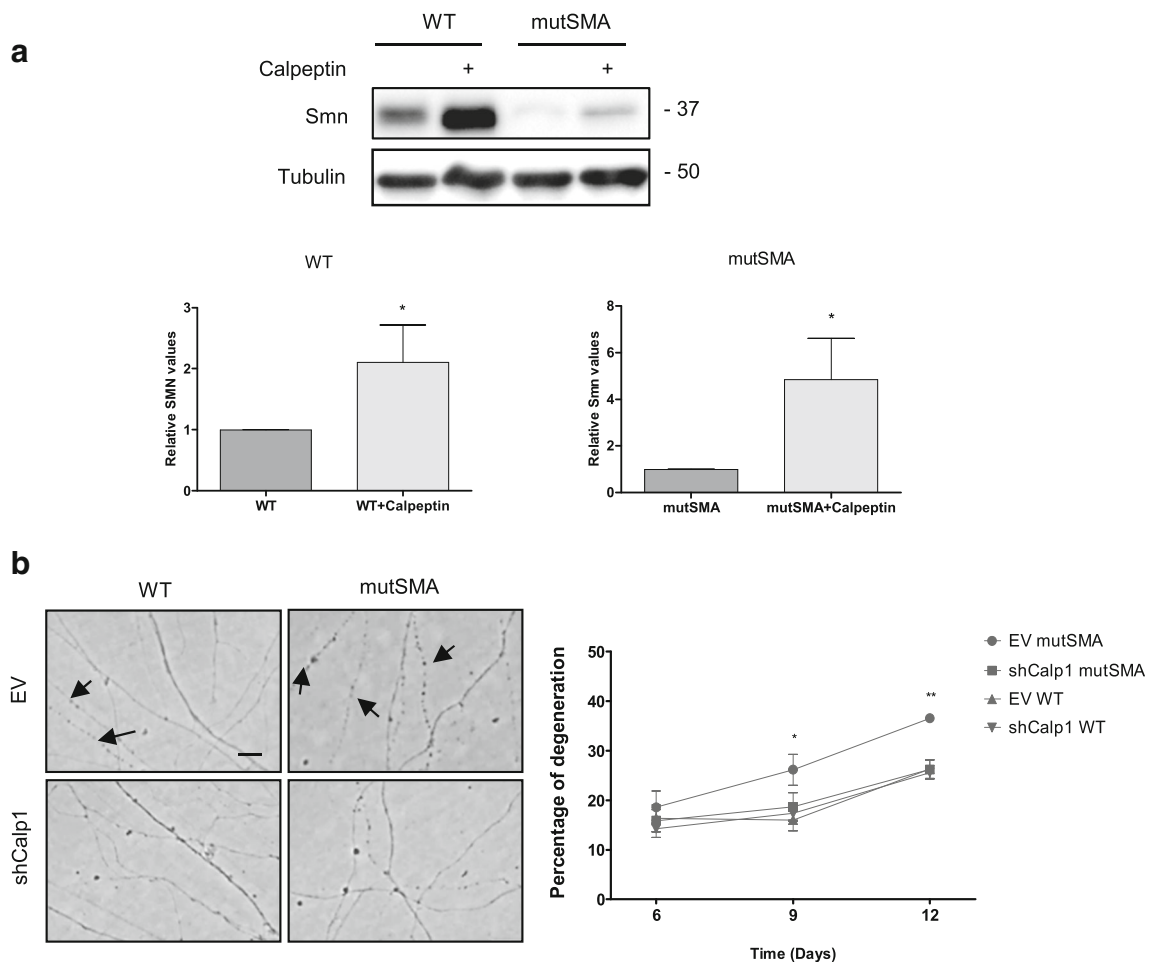 a
WT mutSMA
Calpeptin + +
Smn - 37
Tubulin - 50
WT
Relative SMN values
3
2
1
0
*
WT WT+Calpeptin
mutSMA
Relative Smn values
8
6
4
2
0
*
mutSMA mutSMA+Calpeptin
b
WT mutSMA
EV
shCalp1
Percentage of degeneration
50
40
30
20
10
0
*
**
6 9 12
Time (Days)
EV mutSMA
shCalp1 mutSMA
EV WT
shCalp1 WT